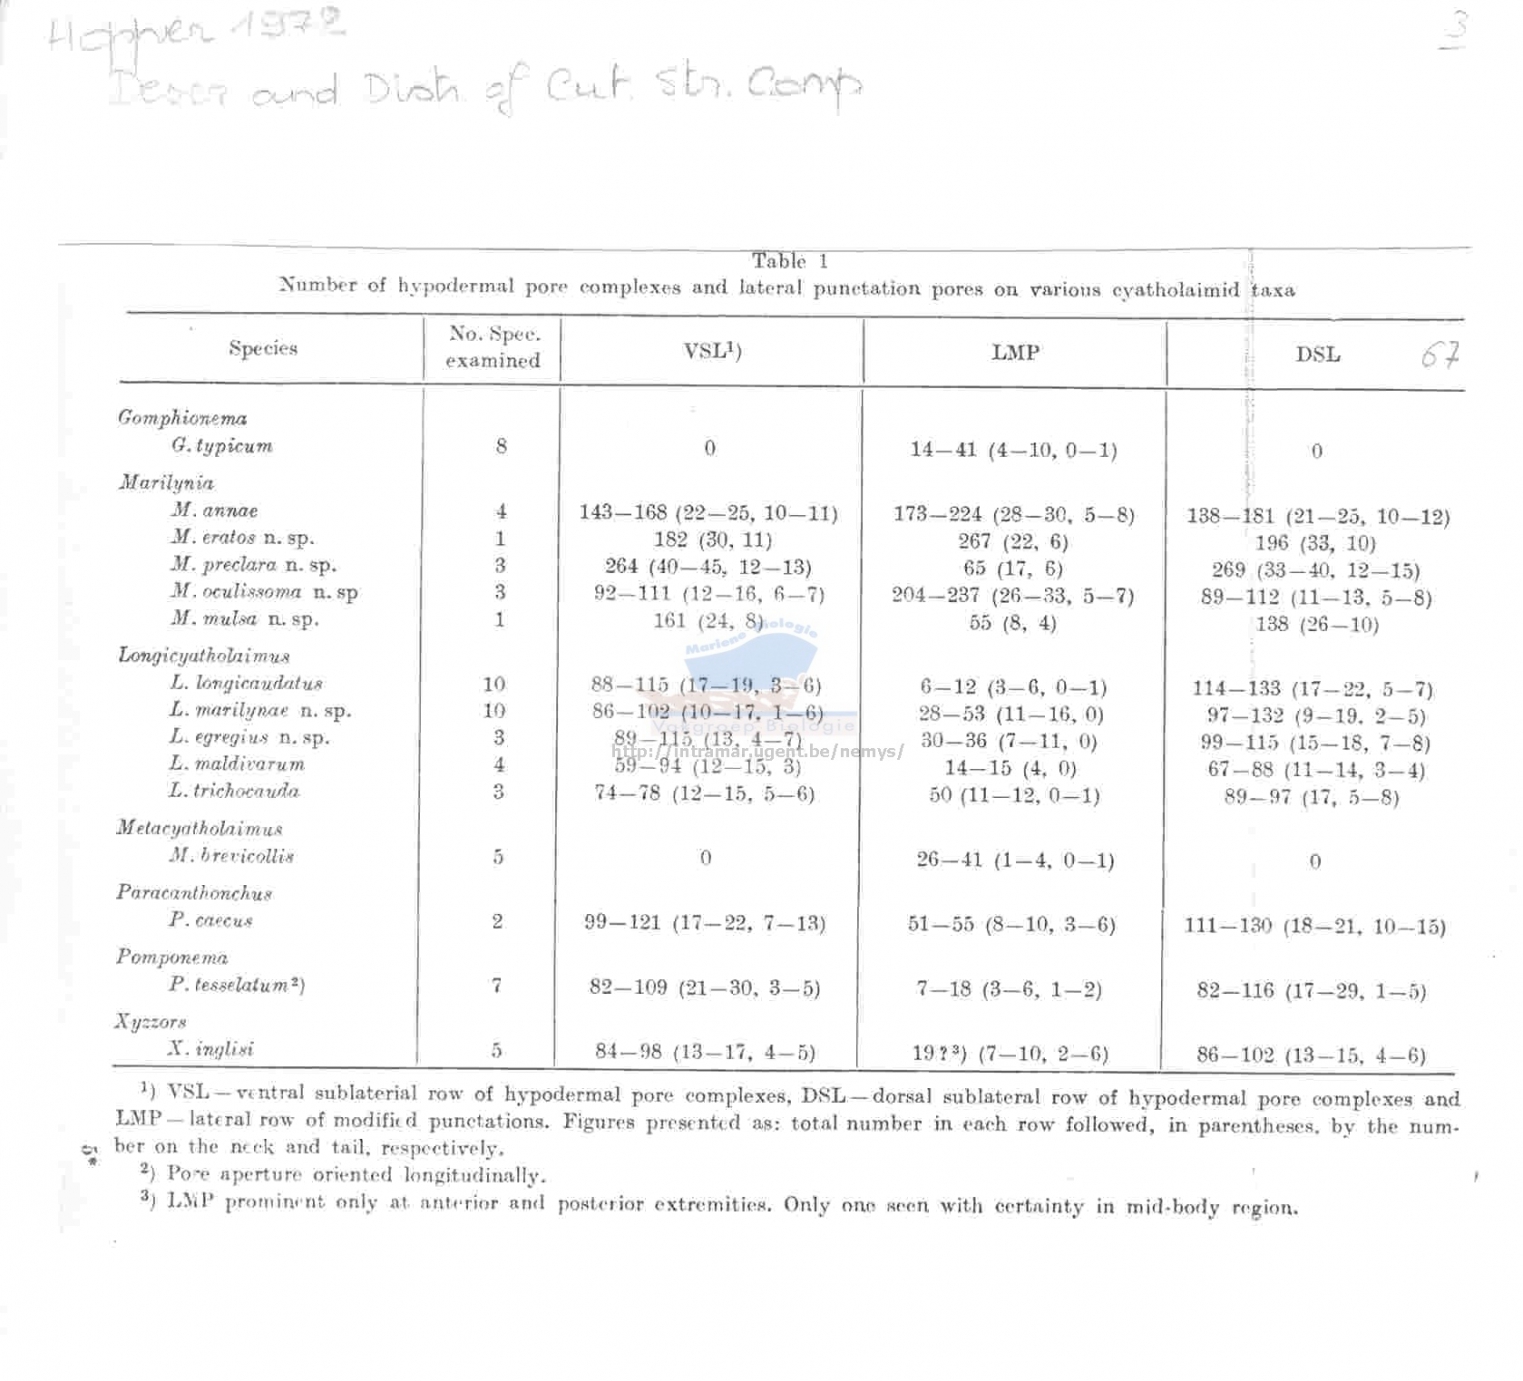 Hopper 1972
Descr and Distr. of Cut. Str. Comp
3
Table 1
Number of hypodermal pore complexes and lateral punctation pores on various cyatholaimid taxa
Species No. Spec. examined VSL¹) LMP DSL 67
Gomphionema
G. typicum 8 0 14—41 (4—10, 0—1) 0
Marilynia
M. annae 4 143—168 (22—25, 10—11) 173—224 (28—30, 5—8) 138—181 (21—25, 10—12)
M. eratos n. sp. 1 182 (30, 11) 267 (22, 6) 196 (33, 10)
M. preclara n. sp. 3 264 (40—45, 12—13) 65 (17, 6) 269 (33—40, 12—15)
M. oculissoma n. sp 3 92—111 (12—16, 6—7) 204—237 (26—33, 5—7) 89—112 (11—13, 5—8)
M. mulsa n. sp. 1 161 (24, 8) 55 (8, 4) 138 (26—10)
Longicyatholaimus
L. longicaudatus 10 88—115 (17—19, 3—6) 6—12 (3—6, 0—1) 114—133 (17—22, 5—7)
L. marilynae n. sp. 10 86—102 (10—17, 1—6) 28—53 (11—16, 0) 97—132 (9—19. 2—5)
L. egregius n. sp. 3 89—115 (13, 4—7) 30—36 (7—11, 0) 99—115 (15—18, 7—8)
L. maldivarum 4 59—94 (12—15, 3) 14—15 (4, 0) 67—88 (11—14, 3—4)
L. trichocauda 3 74—78 (12—15, 5—6) 50 (11—12, 0—1) 89—97 (17, 5—8)
Metacyatholaimus
M. brevicollis 5 0 26—41 (1—4, 0—1) 0
Paracanthonchus
P. caecus 2 99—121 (17—22, 7—13) 51—55 (8—10, 3—6) 111—130 (18—21, 10—15)
Pomponema
P. tesselatum²) 7 82—109 (21—30, 3—5) 7—18 (3—6, 1—2) 82—116 (17—29, 1—5)
Xyzzors
X. inglisi 5 84—98 (13—17, 4—5) 19?³) (7—10, 2—6) 86—102 (13—15, 4—6)
¹) VSL — ventral sublaterial row of hypodermal pore complexes, DSL — dorsal sublateral row of hypodermal pore complexes and
LMP — lateral row of modified punctations. Figures presented as: total number in each row followed, in parentheses, by the num-
5* ber on the neck and tail, respectively.
²) Pore aperture oriented longitudinally.
³) LMP prominent only at anterior and posterior extremities. Only one seen with certainty in mid-body region.
Mariene Biologie
Vakgroep Biologie
http://intramar.ugent.be/nemys/